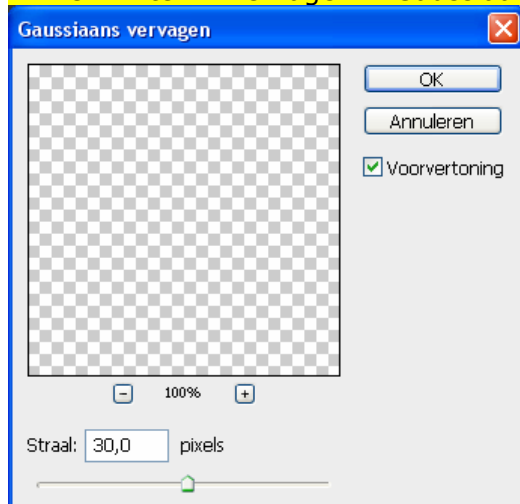 Gaussiaans vervagen
OK
Annuleren
Voorvertoning
100%
Straal: 30,0 pixels